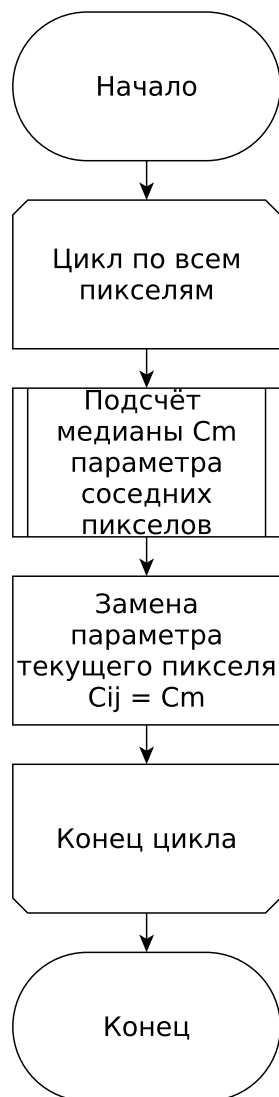 Начало
Цикл по всем
пикселям
Подсчёт
медианы Cm
параметра
соседних
пикселов
Замена
параметра
текущего пикселя
Cij = Cm
Конец цикла
Конец